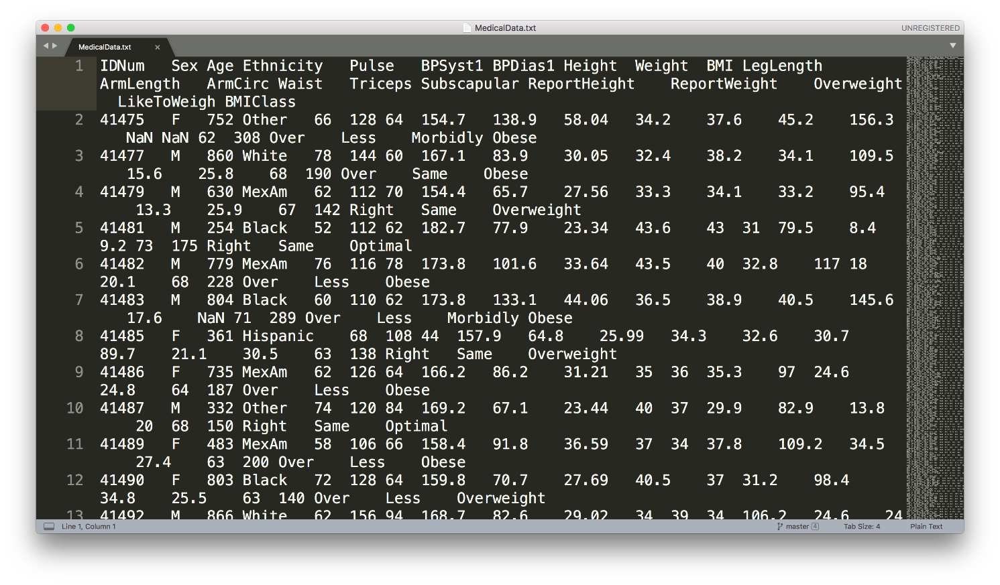 MedicalData.txt
UNREGISTERED
MedicalData.txt ×
1 IDNum Sex Age Ethnicity Pulse BPSyst1 BPDias1 Height Weight BMI LegLength
ArmLength ArmCirc Waist Triceps Subscapular ReportHeight ReportWeight Overweight
LikeToWeigh BMIClass
2 41475 F 752 Other 66 128 64 154.7 138.9 58.04 34.2 37.6 45.2 156.3
NaN NaN 62 308 Over Less Morbidly Obese
3 41477 M 860 White 78 144 60 167.1 83.9 30.05 32.4 38.2 34.1 109.5
15.6 25.8 68 190 Over Same Obese
4 41479 M 630 MexAm 62 112 70 154.4 65.7 27.56 33.3 34.1 33.2 95.4
13.3 25.9 67 142 Right Same Overweight
5 41481 M 254 Black 52 112 62 182.7 77.9 23.34 43.6 43 31 79.5 8.4
9.2 73 175 Right Same Optimal
6 41482 M 779 MexAm 76 116 78 173.8 101.6 33.64 43.5 40 32.8 117 18
20.1 68 228 Over Less Obese
7 41483 M 804 Black 60 110 62 173.8 133.1 44.06 36.5 38.9 40.5 145.6
17.6 NaN 71 289 Over Less Morbidly Obese
8 41485 F 361 Hispanic 68 108 44 157.9 64.8 25.99 34.3 32.6 30.7
89.7 21.1 30.5 63 138 Right Same Overweight
9 41486 F 735 MexAm 62 126 64 166.2 86.2 31.21 35 36 35.3 97 24.6
24.8 64 187 Over Less Obese
10 41487 M 332 Other 74 120 84 169.2 67.1 23.44 40 37 29.9 82.9 13.8
20 68 150 Right Same Optimal
11 41489 F 483 MexAm 58 106 66 158.4 91.8 36.59 37 34 37.8 109.2 34.5
27.4 63 200 Over Less Obese
12 41490 F 803 Black 72 128 64 159.8 70.7 27.69 40.5 37 31.2 98.4
34.8 25.5 63 140 Over Less Overweight
13 41492 M 866 White 62 156 94 168.7 82.6 29.02 34 39 34 106.2 24.6 24
Line 1, Column 1 master 4 Tab Size: 4 Plain Text